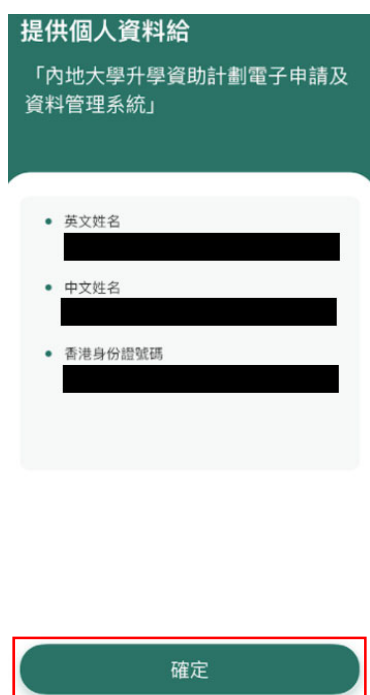 提供個人資料給
「內地大學升學資助計劃電子申請及
資料管理系統」
英文姓名
中文姓名
香港身份證號碼
確定